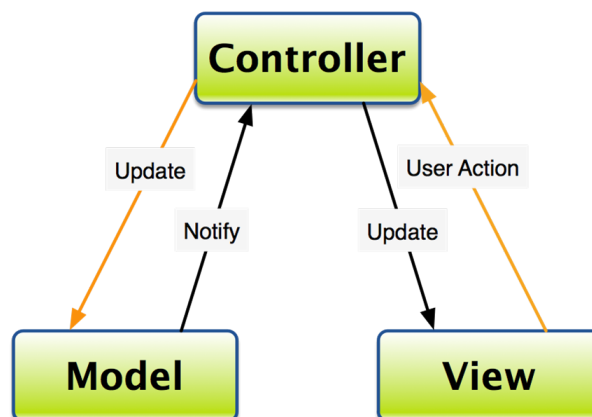 Controller
Update
User Action
Notify
Update
Model
View